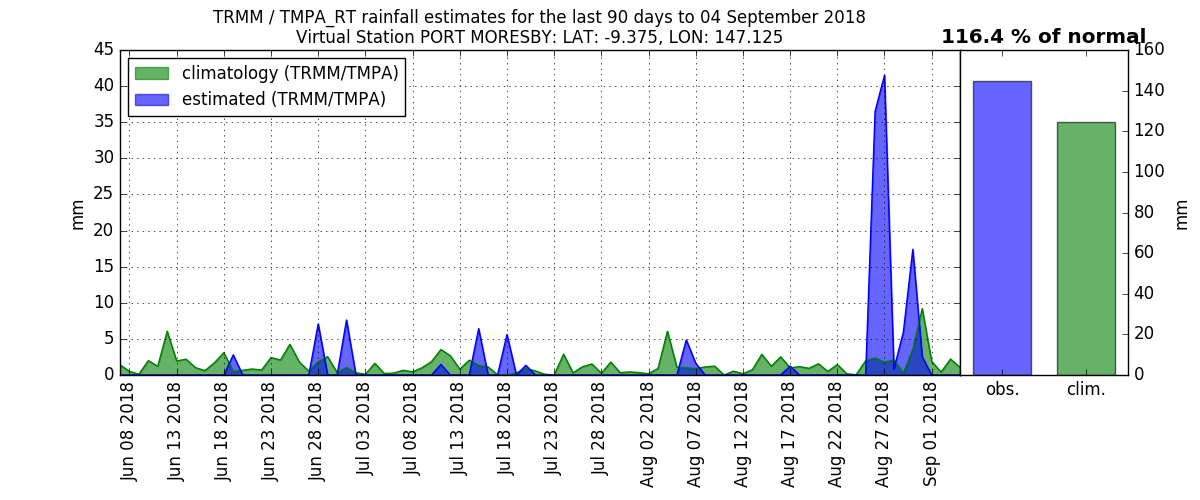 TRMM / TMPA_RT rainfall estimates for the last 90 days to 04 September 2018
Virtual Station PORT MORESBY: LAT: -9.375, LON: 147.125
116.4 % of normal
climatology (TRMM/TMPA)
estimated (TRMM/TMPA)
mm
45
40
35
30
25
20
15
10
5
0
Jun 08 2018
Jun 13 2018
Jun 18 2018
Jun 23 2018
Jun 28 2018
Jul 03 2018
Jul 08 2018
Jul 13 2018
Jul 18 2018
Jul 23 2018
Jul 28 2018
Aug 02 2018
Aug 07 2018
Aug 12 2018
Aug 17 2018
Aug 22 2018
Aug 27 2018
Sep 01 2018
obs.
clim.
160
140
120
100
80
60
40
20
0
mm